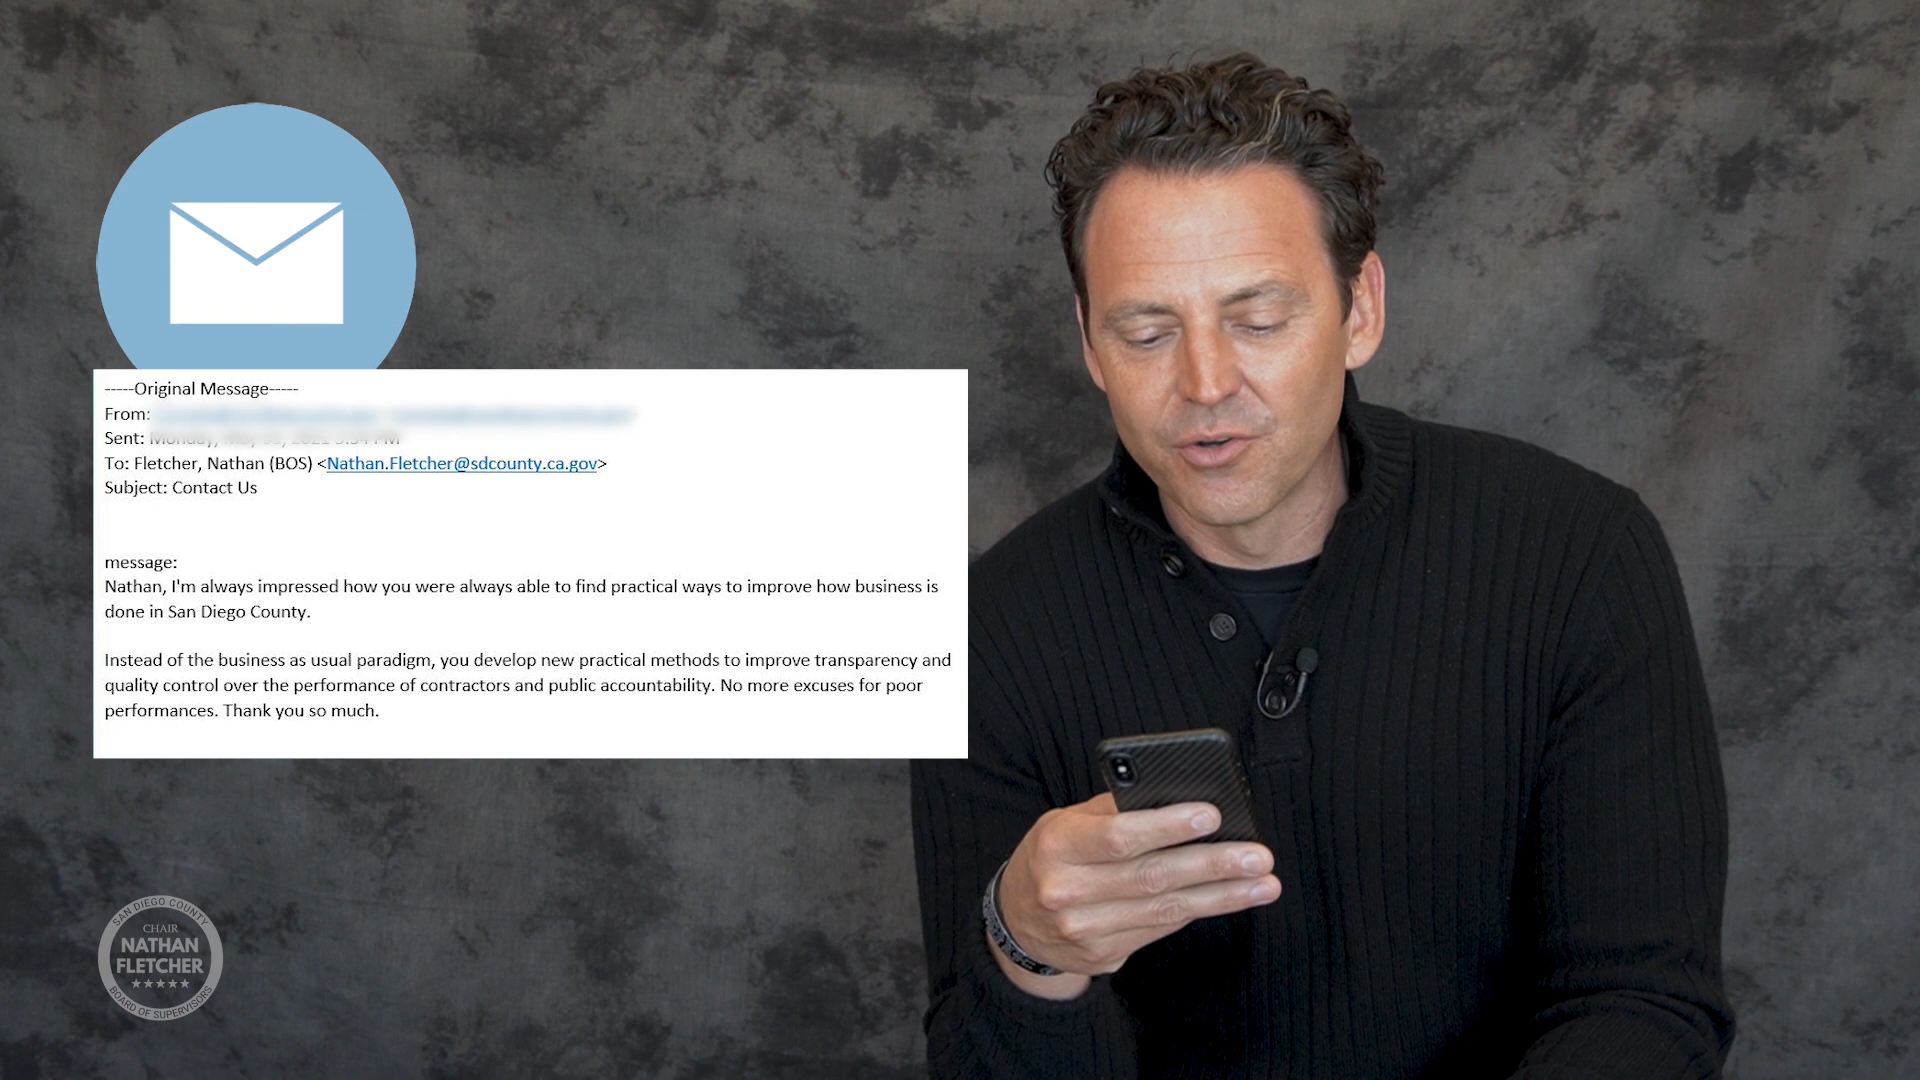 -----Original Message-----
From:
Sent:
To: Fletcher, Nathan (BOS) <Nathan.Fletcher@sdcounty.ca.gov>
Subject: Contact Us
message:
Nathan, I'm always impressed how you were always able to find practical ways to improve how business is
done in San Diego County.
Instead of the business as usual paradigm, you develop new practical methods to improve transparency and
quality control over the performance of contractors and public accountability. No more excuses for poor
performances. Thank you so much.
SAN DIEGO COUNTY
CHAIR
NATHAN
FLETCHER
BOARD OF SUPERVISORS